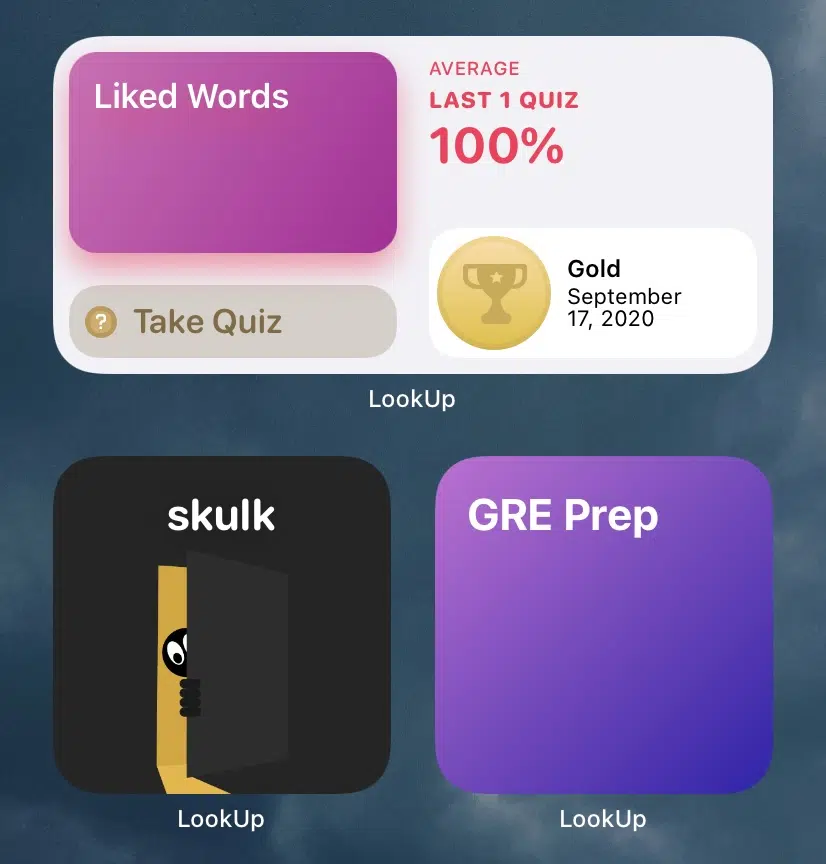 Liked Words
AVERAGE
LAST 1 QUIZ
100%
? Take Quiz
Gold
September
17, 2020
LookUp
skulk
GRE Prep
LookUp
LookUp